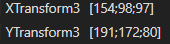 XTransform3 [154;98;97]
YTransform3 [191;172;80]